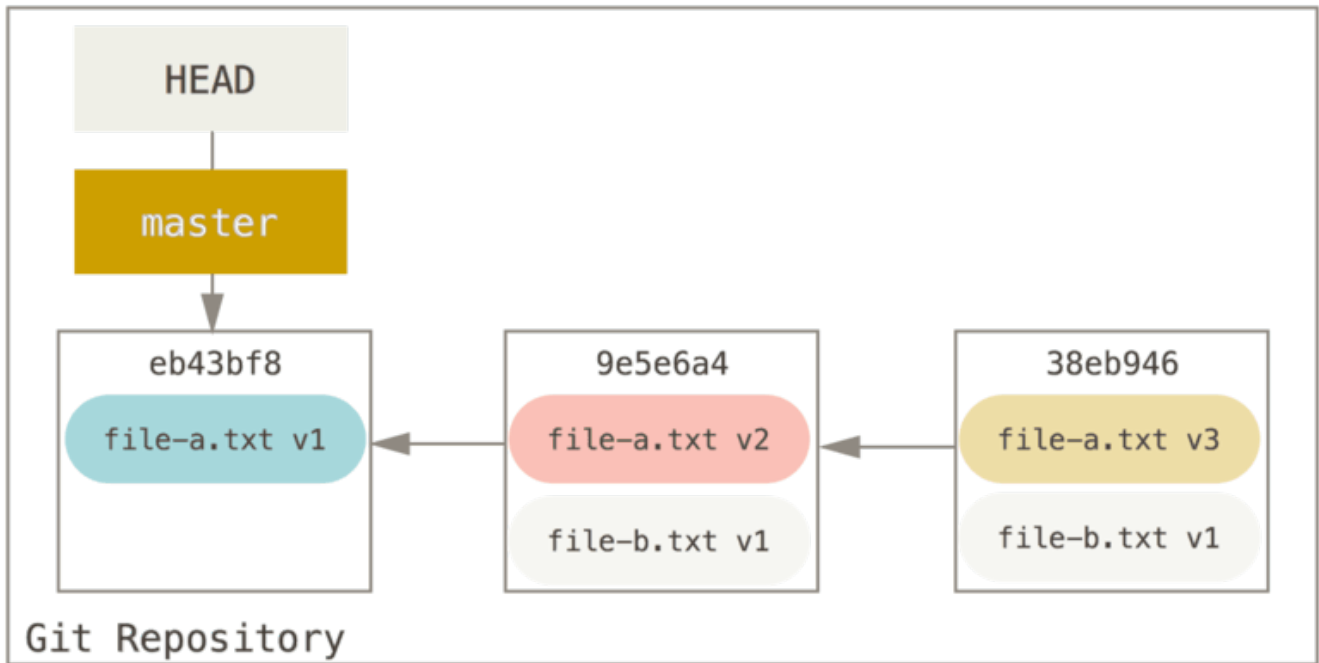 HEAD
master
eb43bf8
file-a.txt v1
9e5e6a4
file-a.txt v2
file-b.txt v1
38eb946
file-a.txt v3
file-b.txt v1
Git Repository